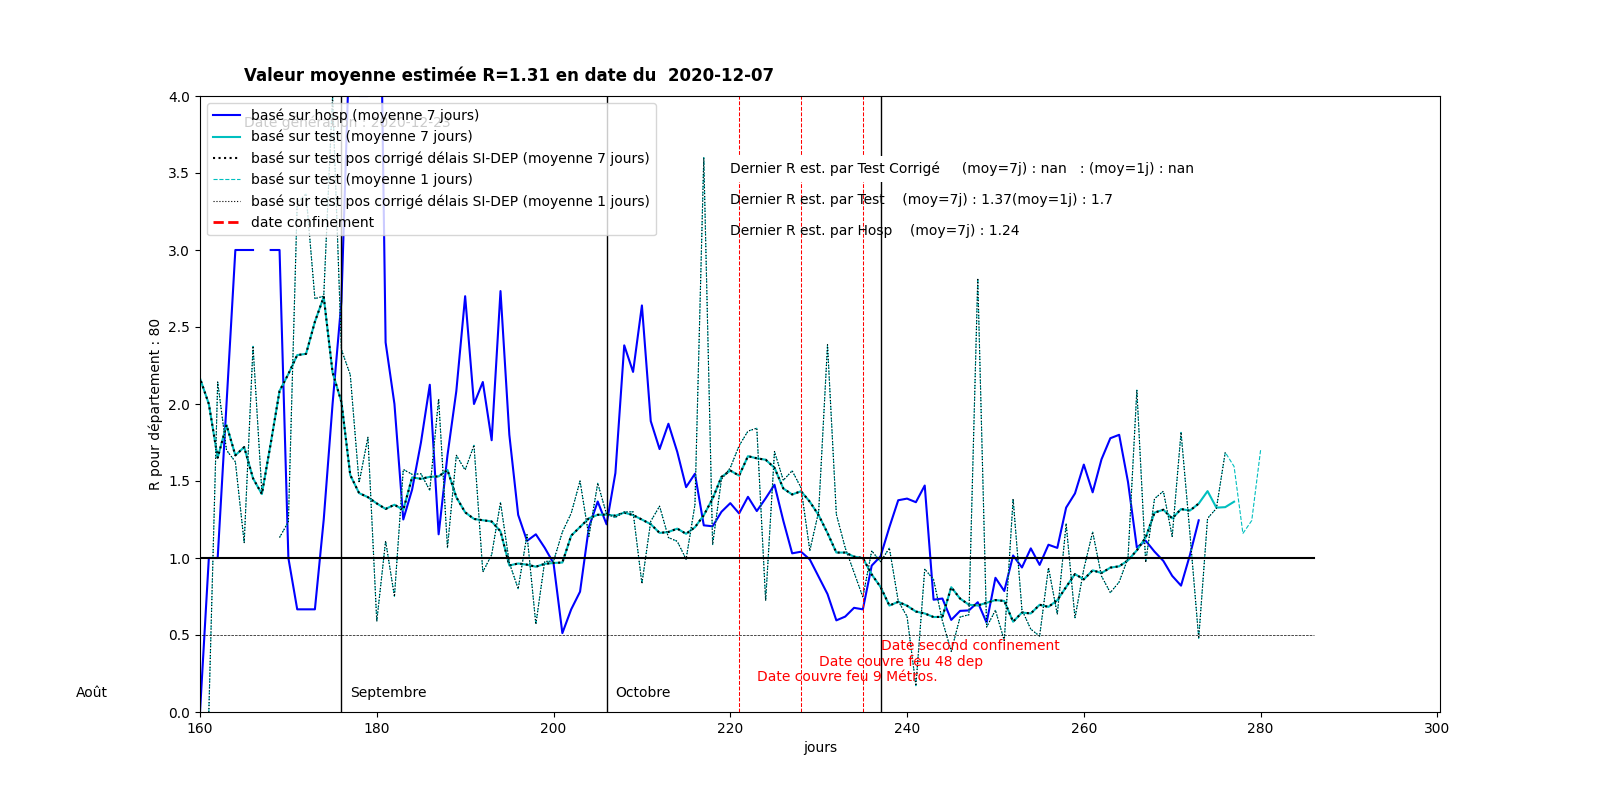 Valeur moyenne estimée R=1.31 en date du  2020-12-07
Date génération : 2020-12-23
basé sur hosp (moyenne 7 jours)
basé sur test (moyenne 7 jours)
basé sur test pos corrigé délais SI-DEP (moyenne 7 jours)
basé sur test (moyenne 1 jours)
basé sur test pos corrigé délais SI-DEP (moyenne 1 jours)
date confinement
Dernier R est. par Test Corrigé     (moy=7j) : nan   : (moy=1j) : nan
Dernier R est. par Test    (moy=7j) : 1.37(moy=1j) : 1.7
Dernier R est. par Hosp    (moy=7j) : 1.24
R pour département : 80
4.0
3.5
3.0
2.5
2.0
1.5
1.0
0.5
0.0
Date second confinement
Date couvre feu 48 dep
Date couvre feu 9 Métros.
Août
Septembre
Octobre
160 180 200 220 240 260 280 300
jours